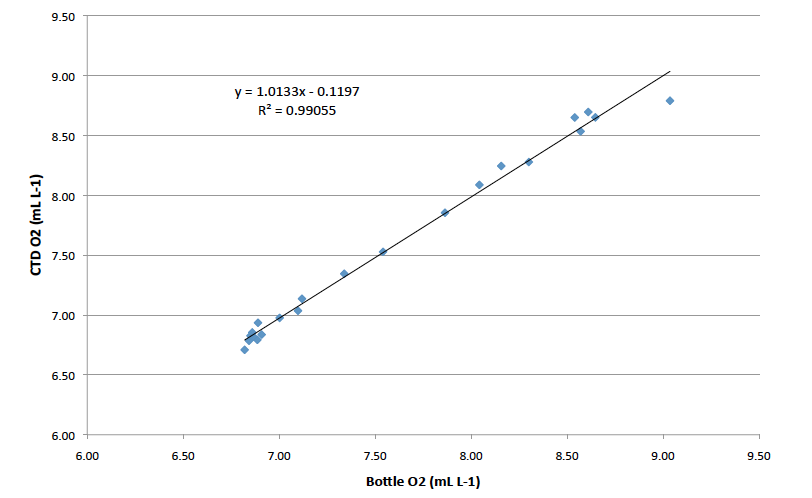 9.50
y = 1.0133x - 0.1197
R² = 0.99055
9.00
8.50
8.00
7.50
7.00
6.50
6.00
CTD O2 (mL L-1)
6.00 6.50 7.00 7.50 8.00 8.50 9.00 9.50
Bottle O2 (mL L-1)